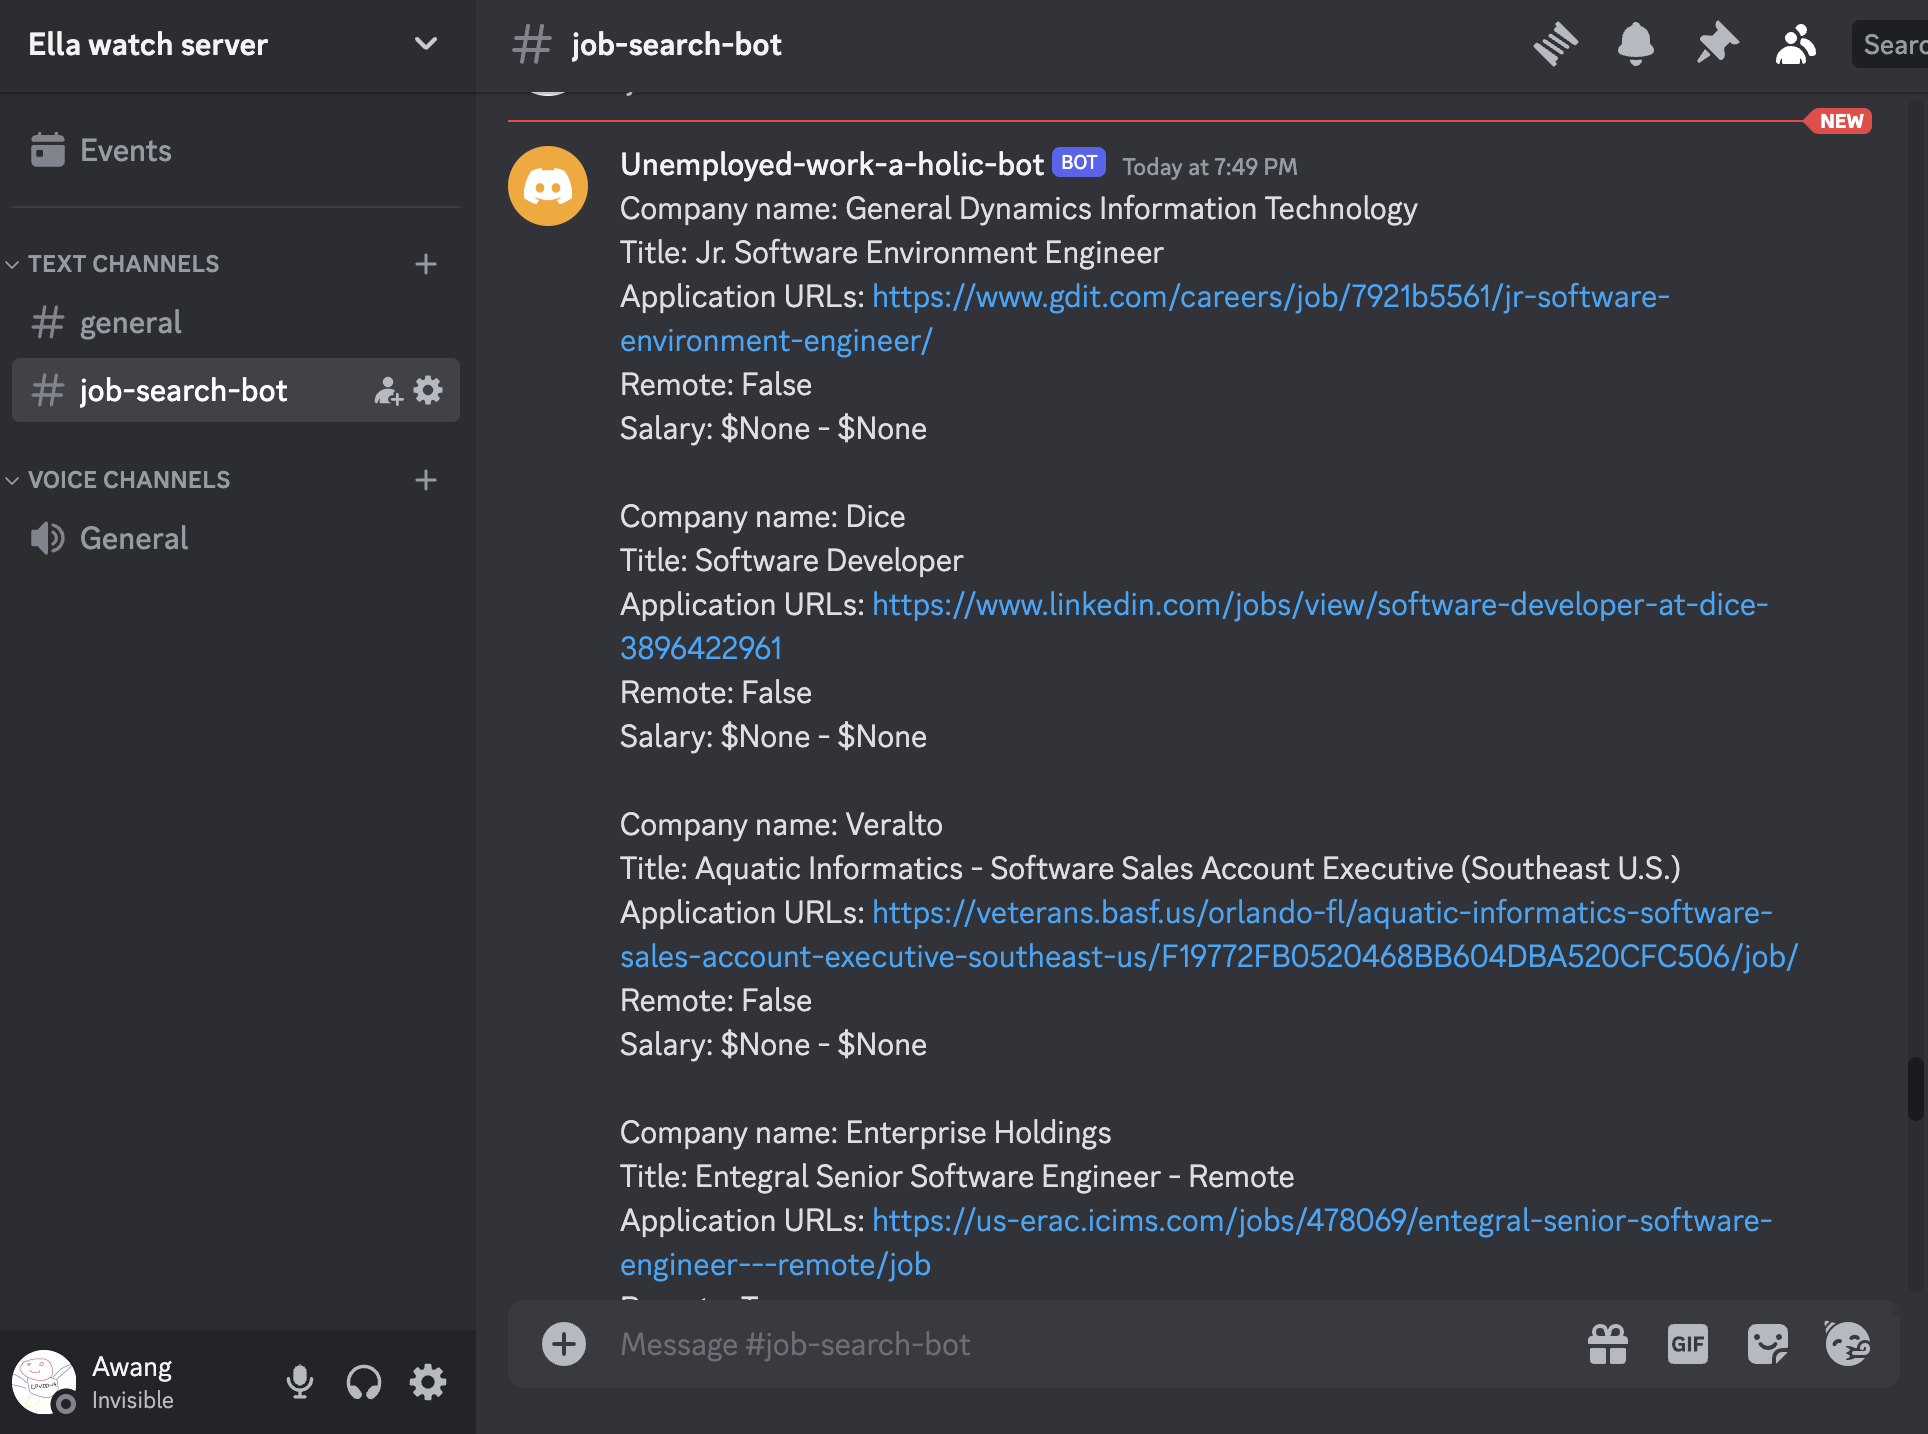 Ella watch server
job-search-bot
Searc
Events
TEXT CHANNELS
general
job-search-bot
VOICE CHANNELS
General
NEW
Unemployed-work-a-holic-bot BOT Today at 7:49 PM
Company name: General Dynamics Information Technology
Title: Jr. Software Environment Engineer
Application URLs: https://www.gdit.com/careers/job/7921b5561/jr-software-
environment-engineer/
Remote: False
Salary: $None - $None
Company name: Dice
Title: Software Developer
Application URLs: https://www.linkedin.com/jobs/view/software-developer-at-dice-
3896422961
Remote: False
Salary: $None - $None
Company name: Veralto
Title: Aquatic Informatics - Software Sales Account Executive (Southeast U.S.)
Application URLs: https://veterans.basf.us/orlando-fl/aquatic-informatics-software-
sales-account-executive-southeast-us/F19772FB0520468BB604DBA520CFC506/job/
Remote: False
Salary: $None - $None
Company name: Enterprise Holdings
Title: Entegral Senior Software Engineer - Remote
Application URLs: https://us-erac.icims.com/jobs/478069/entegral-senior-software-
engineer---remote/job
Message #job-search-bot
GIF
Awang
Invisible